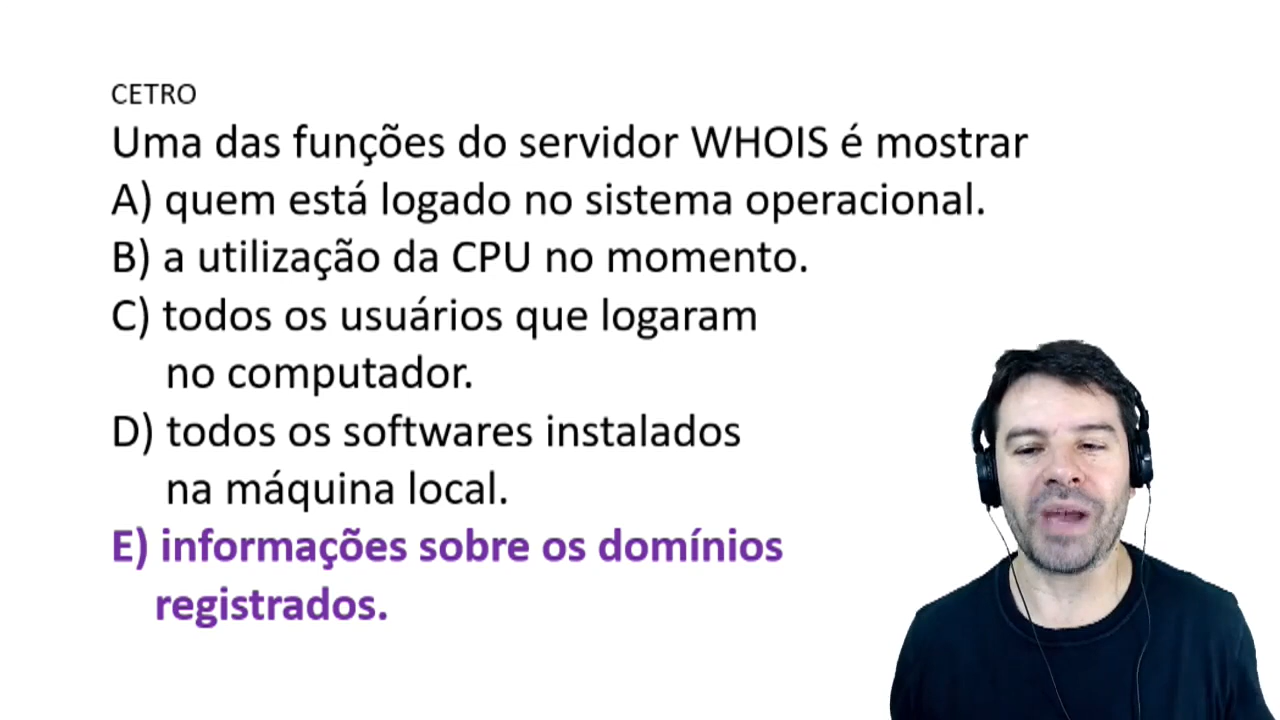 CETRO
Uma das funções do servidor WHOIS é mostrar
A) quem está logado no sistema operacional.
B) a utilização da CPU no momento.
C) todos os usuários que logaram
no computador.
D) todos os softwares instalados
na máquina local.
E) informações sobre os domínios
registrados.